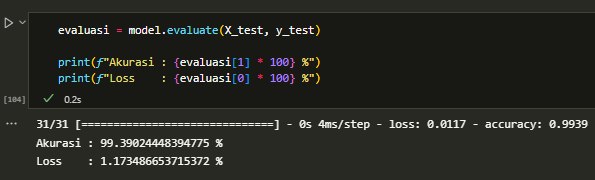 evaluasi = model.evaluate(X_test, y_test)
print(f"Akurasi : {evaluasi[1] * 100} %")
print(f"Loss    : {evaluasi[0] * 100} %")
[104]
0.2s
31/31 [==============================] - 0s 4ms/step - loss: 0.0117 - accuracy: 0.9939
Akurasi : 99.39024448394775 %
Loss    : 1.173486653715372 %